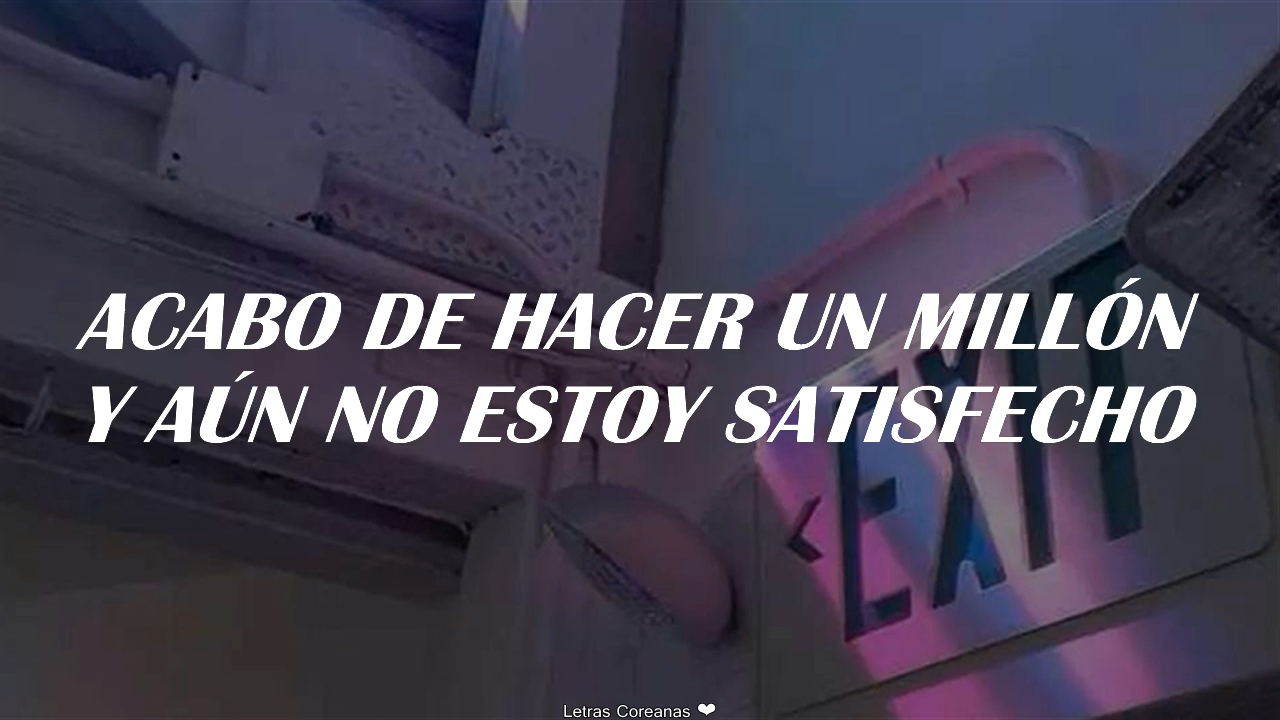 ACABO DE HACER UN MILLÓN
Y AÚN NO ESTOY SATISFECHO
<EXIT
Letras Coreanas ❤